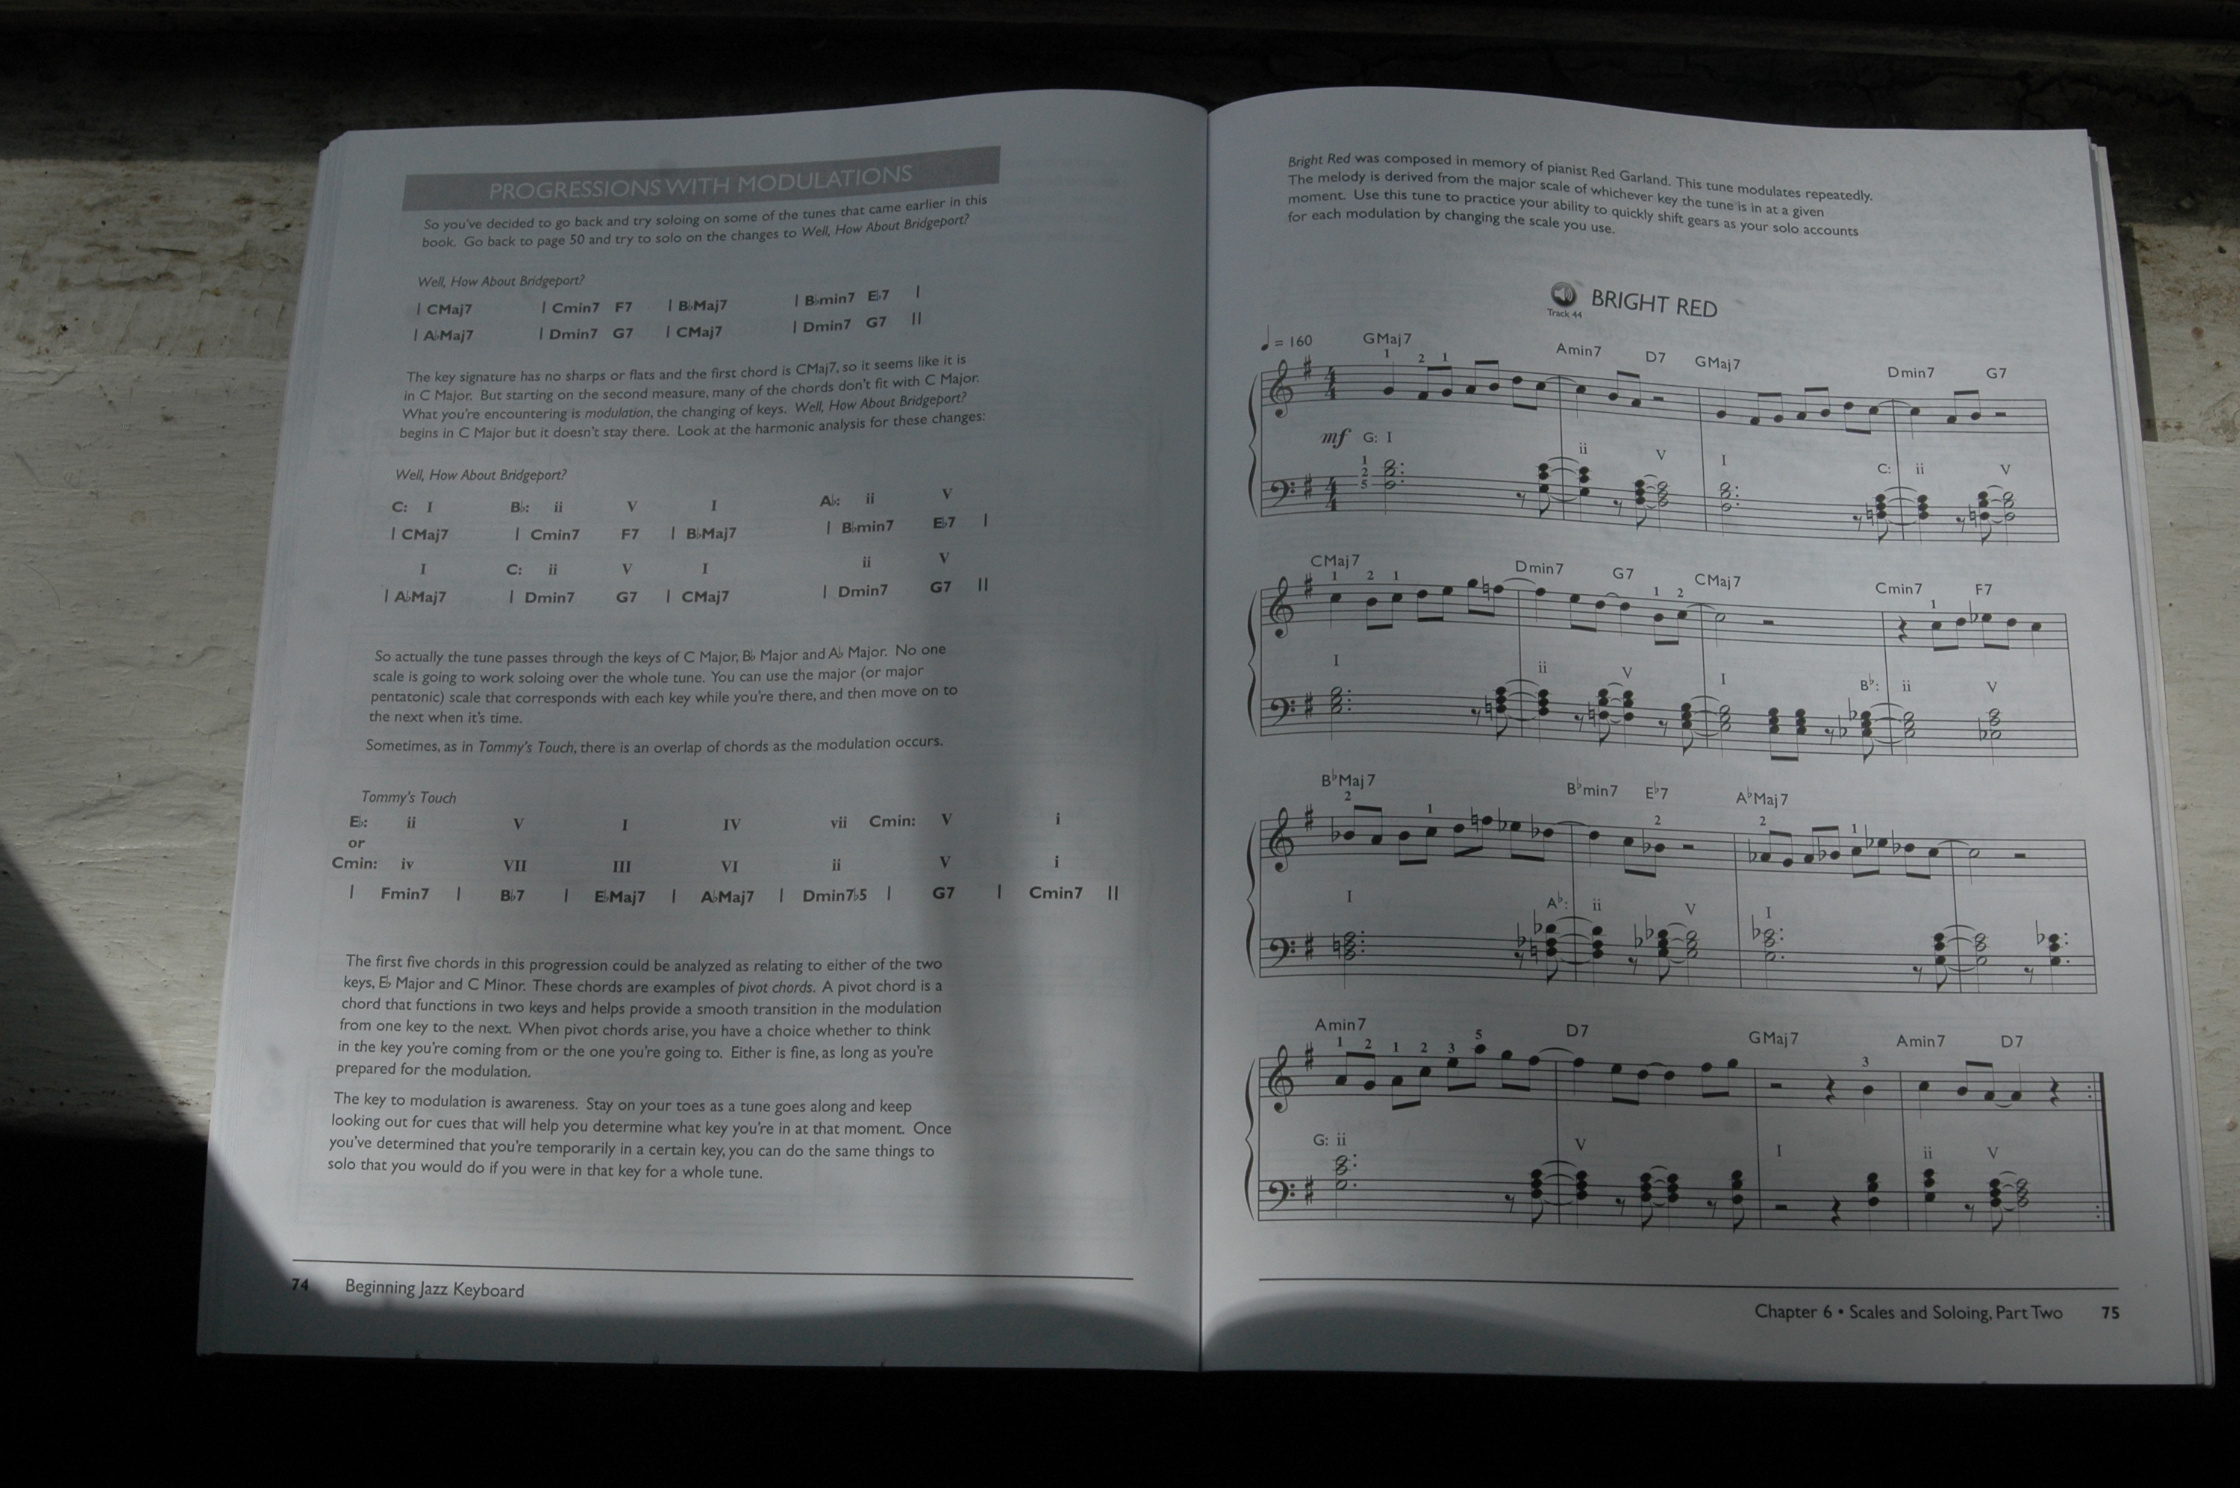 PROGRESSIONS WITH MODULATIONS
So you've decided to go back and try soloing on some of the tunes that came earlier in this
book. Go back to page 50 and try to solo on the changes to Well, How About Bridgeport?
Well, How About Bridgeport?
| CMaj7 | Cmin7 F7 | B♭Maj7 | B♭min7 E♭7 |
| A♭Maj7 | Dmin7 G7 | CMaj7 | Dmin7 G7 ||
The key signature has no sharps or flats and the first chord is CMaj7, so it seems like it is
in C Major. But starting on the second measure, many of the chords don't fit with C Major.
What you're encountering is modulation, the changing of keys. Well, How About Bridgeport?
begins in C Major but it doesn't stay there. Look at the harmonic analysis for these changes:
Well, How About Bridgeport?
C: I B♭: ii V I A♭: ii V
| CMaj7 | Cmin7 F7 | B♭Maj7 | B♭min7 E♭7 |
I C: ii V I ii V
| A♭Maj7 | Dmin7 G7 | CMaj7 | Dmin7 G7 ||
So actually the tune passes through the keys of C Major, B♭ Major and A♭ Major. No one
scale is going to work soloing over the whole tune. You can use the major (or major
pentatonic) scale that corresponds with each key while you're there, and then move on to
the next when it's time.
Sometimes, as in Tommy's Touch, there is an overlap of chords as the modulation occurs.
Tommy's Touch
E♭: ii V I IV vii Cmin: V i
or
Cmin: iv VII III VI ii V i
| Fmin7 | B♭7 | E♭Maj7 | A♭Maj7 | Dmin7♭5 | G7 | Cmin7 ||
The first five chords in this progression could be analyzed as relating to either of the two
keys, E♭ Major and C Minor. These chords are examples of pivot chords. A pivot chord is a
chord that functions in two keys and helps provide a smooth transition in the modulation
from one key to the next. When pivot chords arise, you have a choice whether to think
in the key you're coming from or the one you're going to. Either is fine, as long as you're
prepared for the modulation.
The key to modulation is awareness. Stay on your toes as a tune goes along and keep
looking out for cues that will help you determine what key you're in at that moment. Once
you've determined that you're temporarily in a certain key, you can do the same things to
solo that you would do if you were in that key for a whole tune.
74 Beginning Jazz Keyboard
Bright Red was composed in memory of pianist Red Garland. This tune modulates repeatedly.
The melody is derived from the major scale of whichever key the tune is in at a given
moment. Use this tune to practice your ability to quickly shift gears as your solo accounts
for each modulation by changing the scale you use.
BRIGHT RED
Track 44
♩ = 160 GMaj7 Amin7 D7 GMaj7 Dmin7 G7
1 2 1
4 4
mf G: I ii V I C: ii V
1
2
5
4 4
CMaj7 Dmin7 G7 CMaj7 Cmin7 F7
1 2 1 1 2 1
I ii V I B♭: ii V
B♭Maj7 B♭min7 E♭7 A♭Maj7
2 1 2 2 1
I A♭: ii V I
Amin7 D7 GMaj7 Amin7 D7
1 2 1 2 3 5 3
G: ii V I ii V
Chapter 6 • Scales and Soloing, Part Two 75